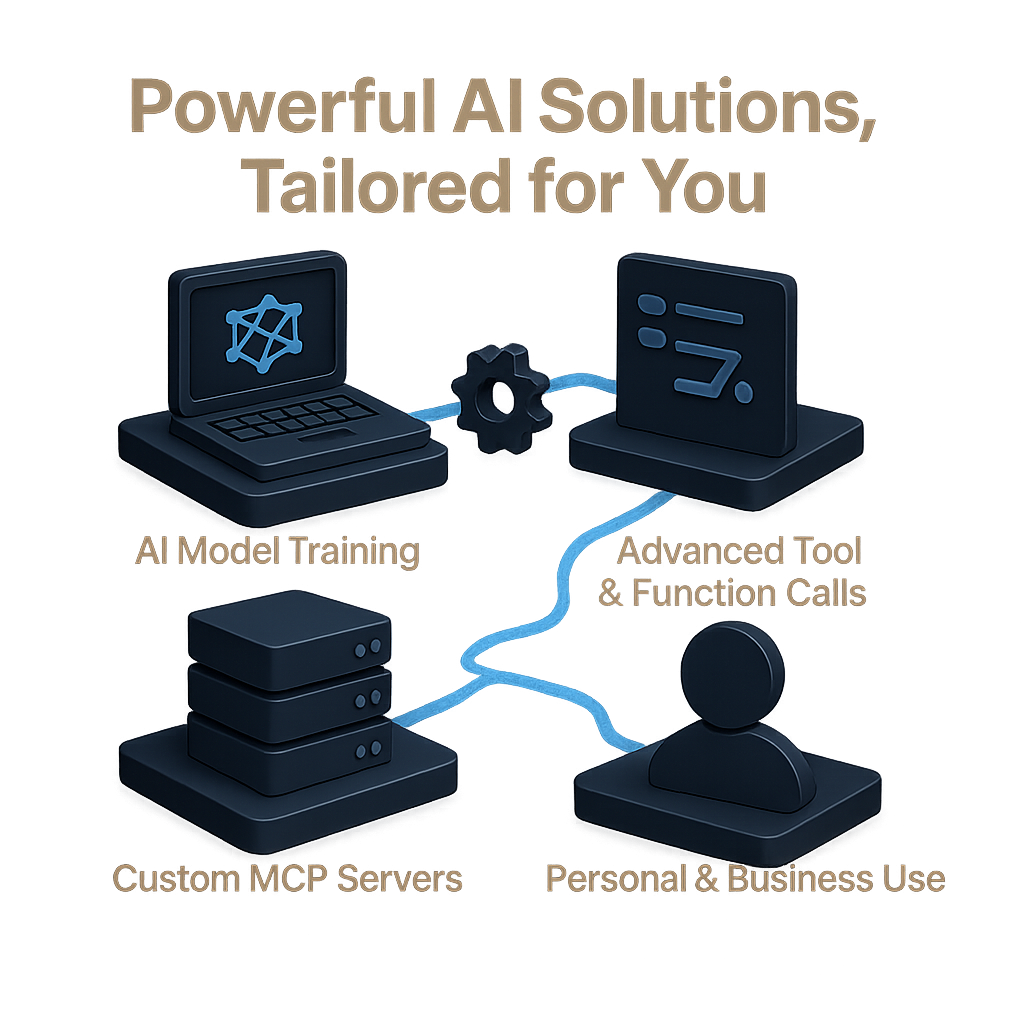 Powerful AI Solutions,
Tailored for You
AI Model Training
Advanced Tool
& Function Calls
Custom MCP Servers
Personal & Business Use